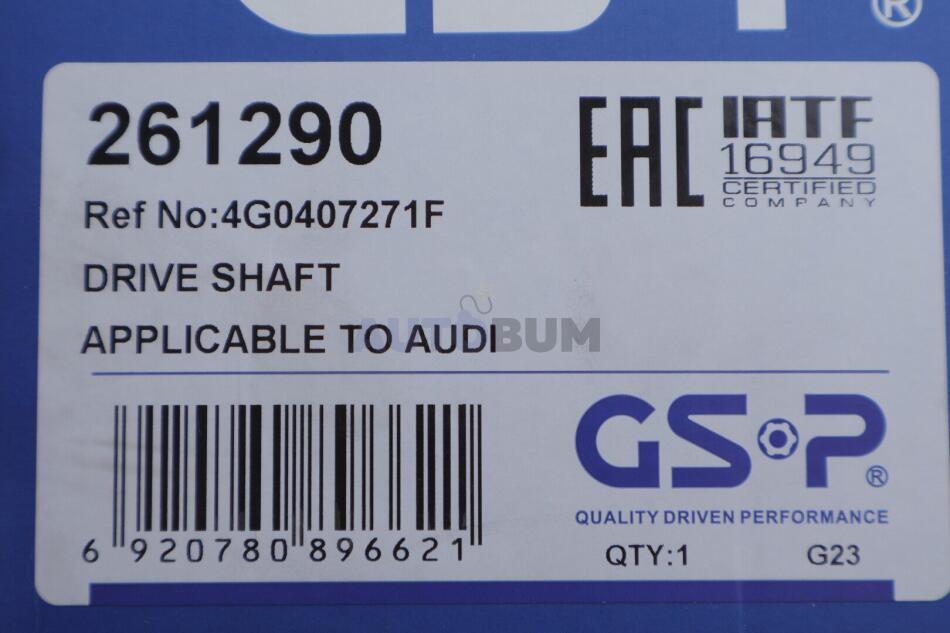 ®
261290
EAC
IATF
16949
CERTIFIED
COMPANY
Ref No:4G0407271F
DRIVE SHAFT
APPLICABLE TO AUDI
AUTOBUM
GSP®
QUALITY DRIVEN PERFORMANCE
6 920780 896621
QTY:1 G23